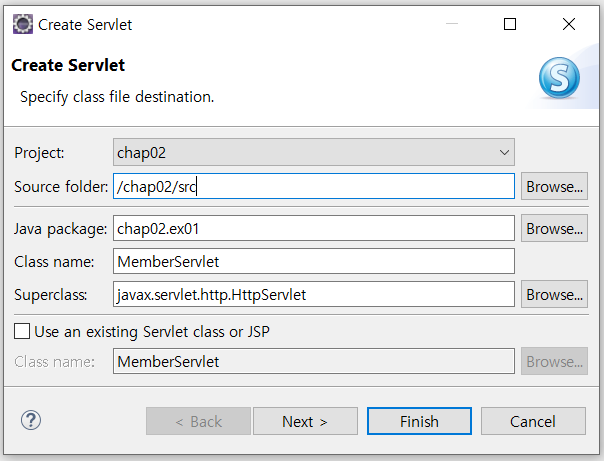 Create Servlet
Create Servlet
Specify class file destination.
Project: chap02
Source folder: /chap02/src Browse...
Java package: chap02.ex01 Browse...
Class name: MemberServlet
Superclass: javax.servlet.http.HttpServlet Browse...
Use an existing Servlet class or JSP
Class name: MemberServlet Browse...
< Back Next > Finish Cancel